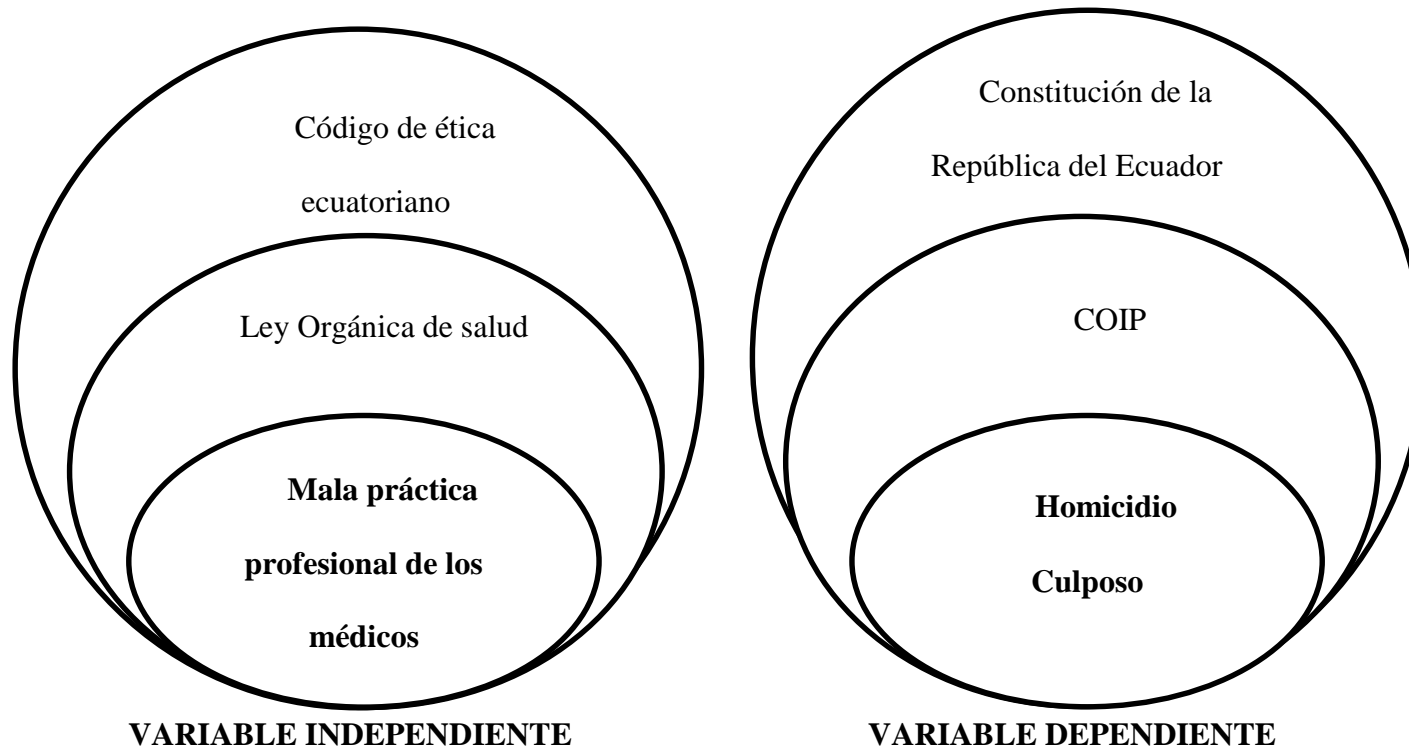 Código de ética
ecuatoriano
Ley Orgánica de salud
Mala práctica
profesional de los
médicos
VARIABLE INDEPENDIENTE
Constitución de la
República del Ecuador
COIP
Homicidio
Culposo
VARIABLE DEPENDIENTE